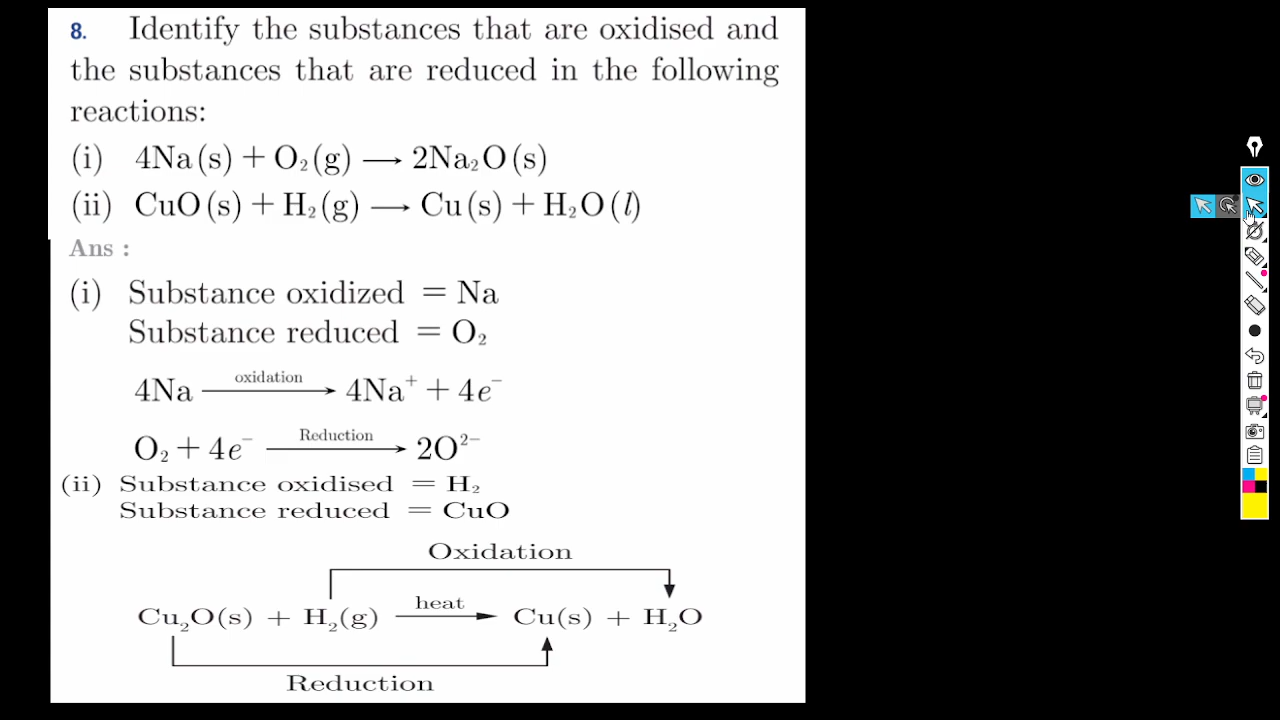 8. Identify the substances that are oxidised and
the substances that are reduced in the following
reactions:
(i) 4Na(s) + O₂(g) ⟶ 2Na₂O(s)
(ii) CuO(s) + H₂(g) ⟶ Cu(s) + H₂O(l)
Ans :
(i) Substance oxidized = Na
Substance reduced = O₂
oxidation
4Na ⟶ 4Na⁺ + 4e⁻
Reduction
O₂ + 4e⁻ ⟶ 2O²⁻
(ii) Substance oxidised = H₂
Substance reduced = CuO
Oxidation
heat
Cu₂O(s) + H₂(g) ⟶ Cu(s) + H₂O
Reduction